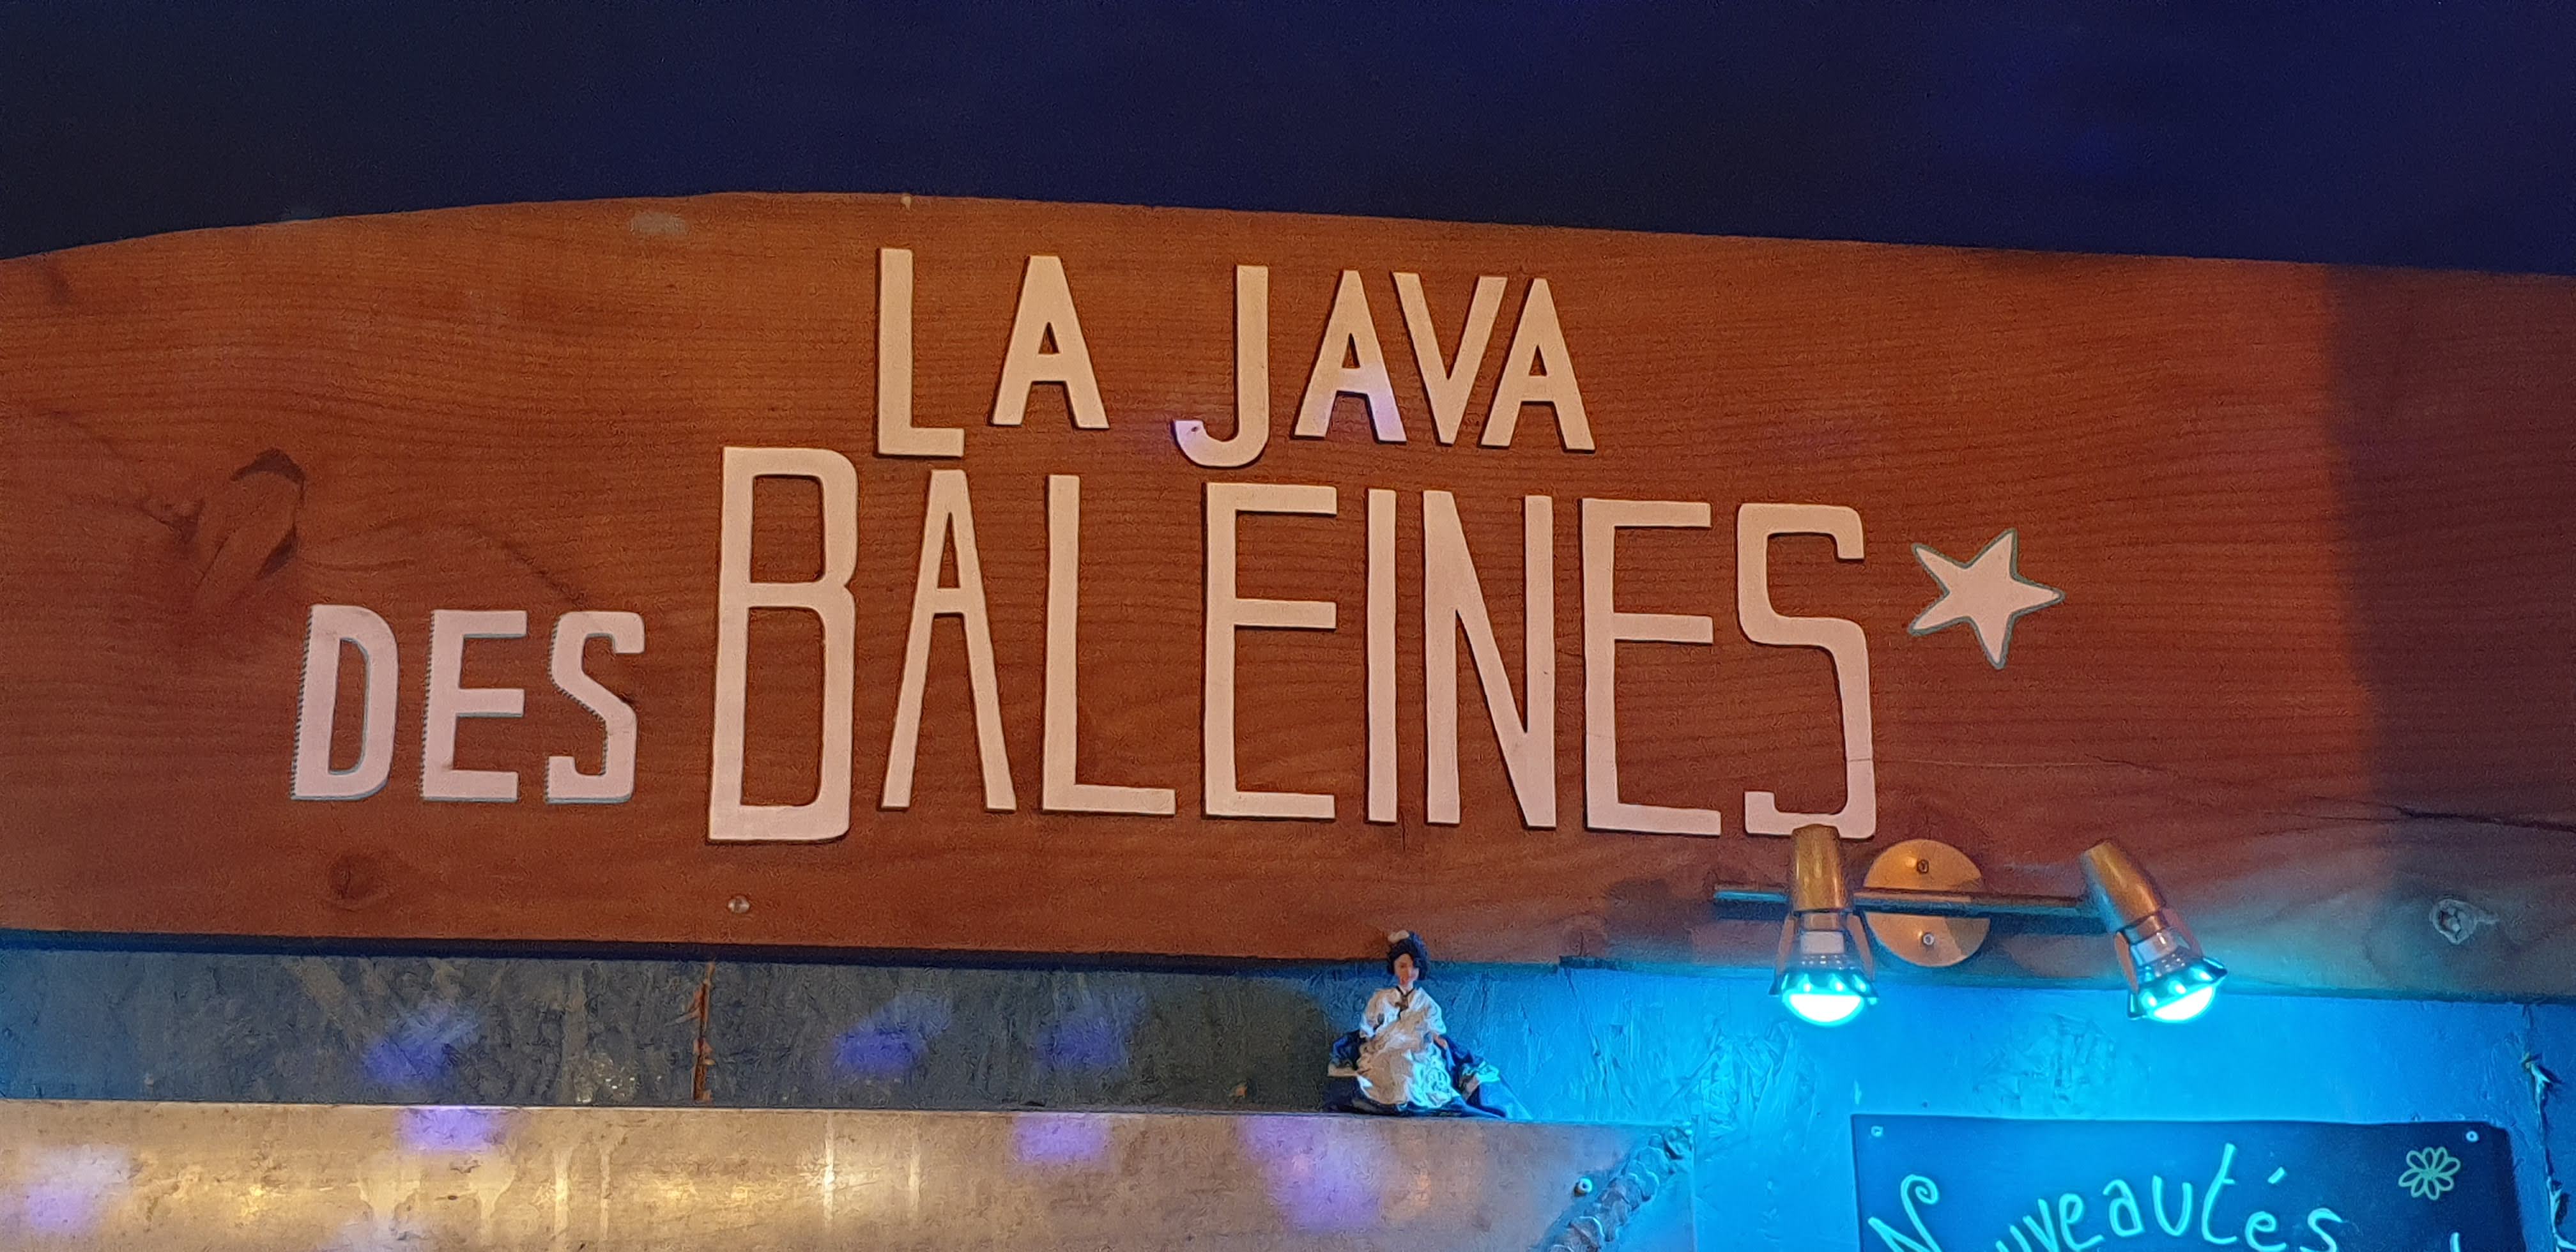 LA JAVA
DES BALEINES
Nouveautés